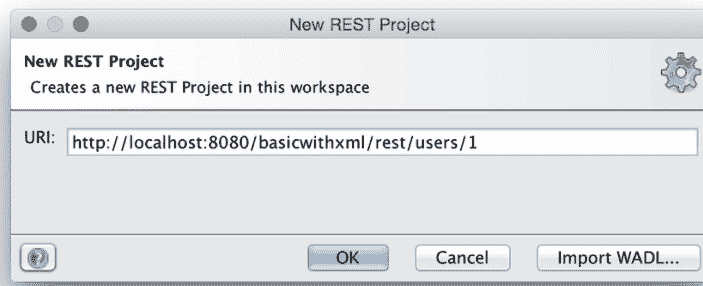 New REST Project
New REST Project
Creates a new REST Project in this workspace
URI: http://localhost:8080/basicwithxml/rest/users/1
? OK Cancel Import WADL...